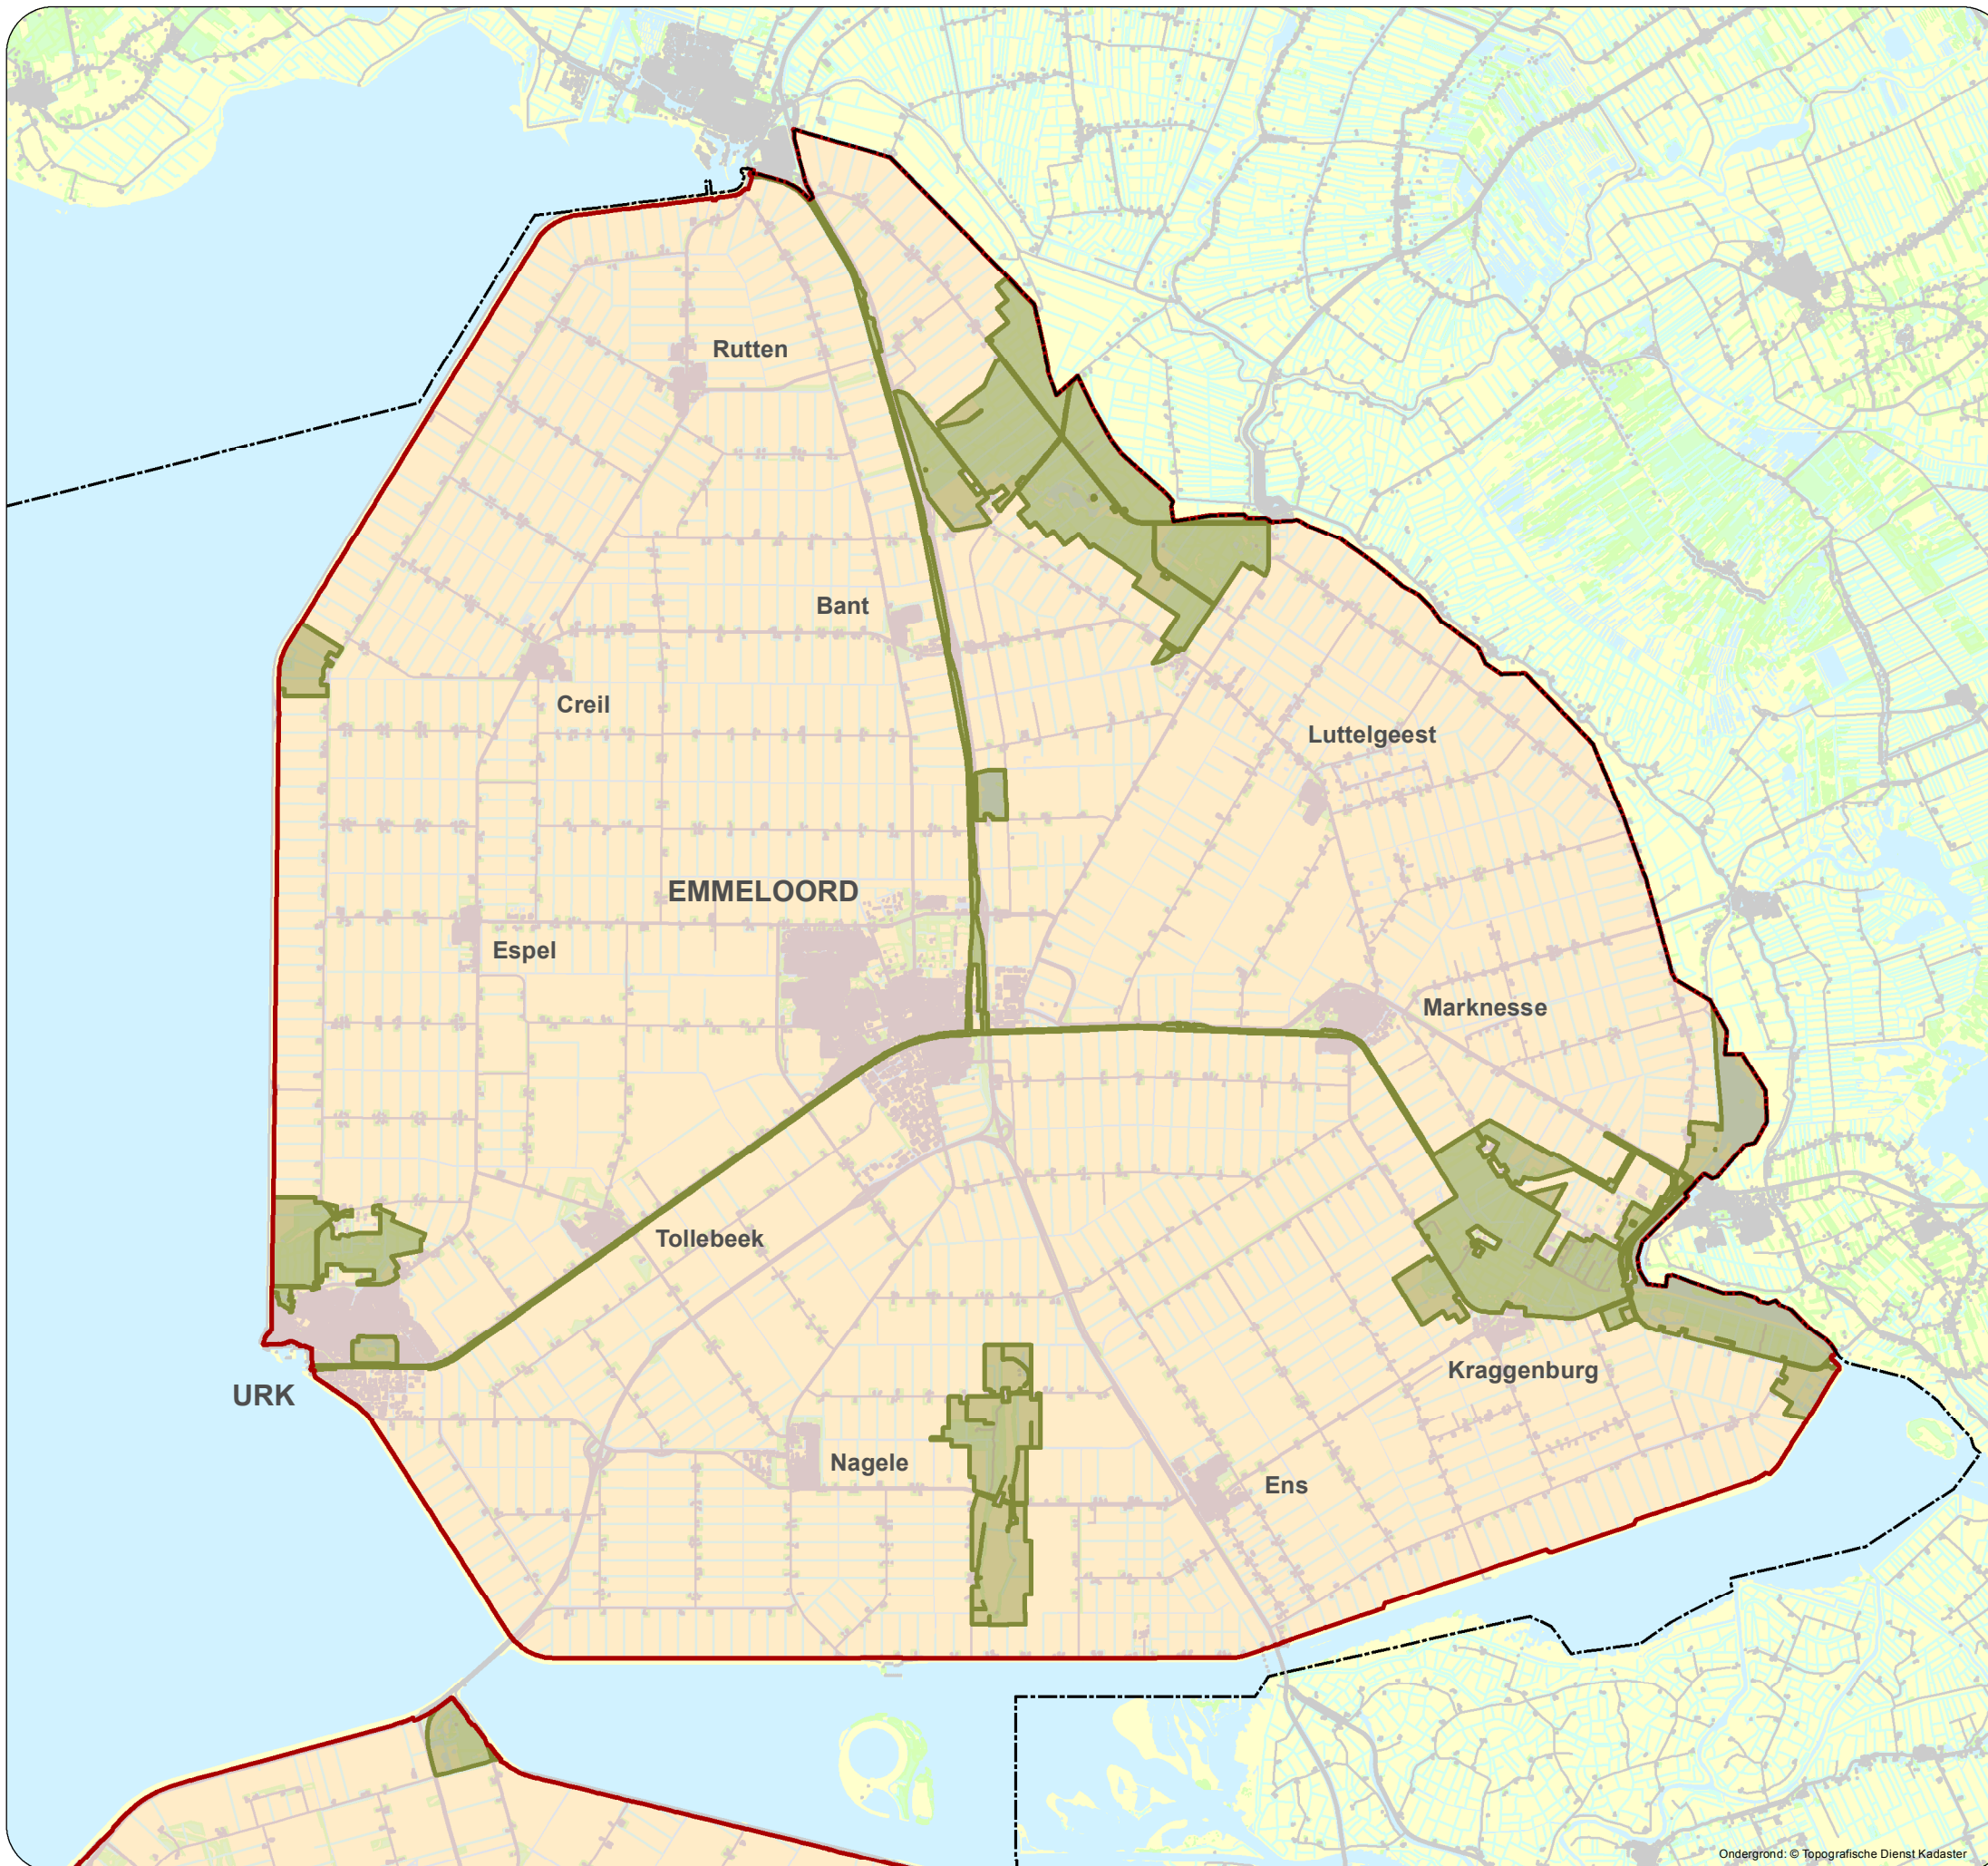 Rutten
Bant
Creil
Luttelgeest
EMMELOORD
Espel
Marknesse
Tollebeek
Kraggenburg
URK
Nagele
Ens
Ondergrond: © Topografische Dienst Kadaster